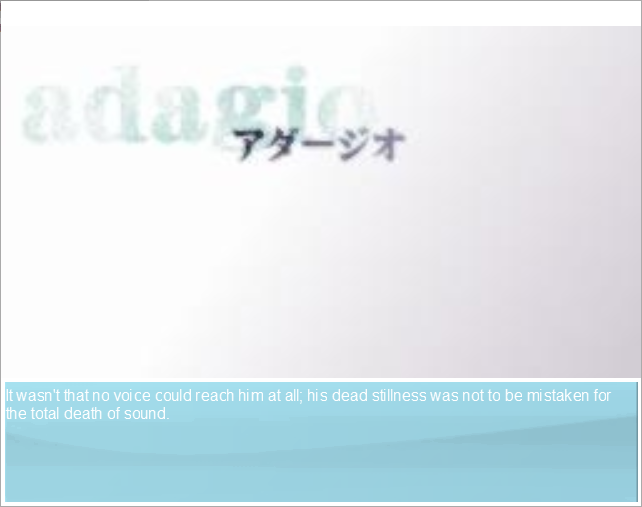 adagio
アダージオ
It wasn't that no voice could reach him at all; his dead stillness was not to be mistaken for
the total death of sound.